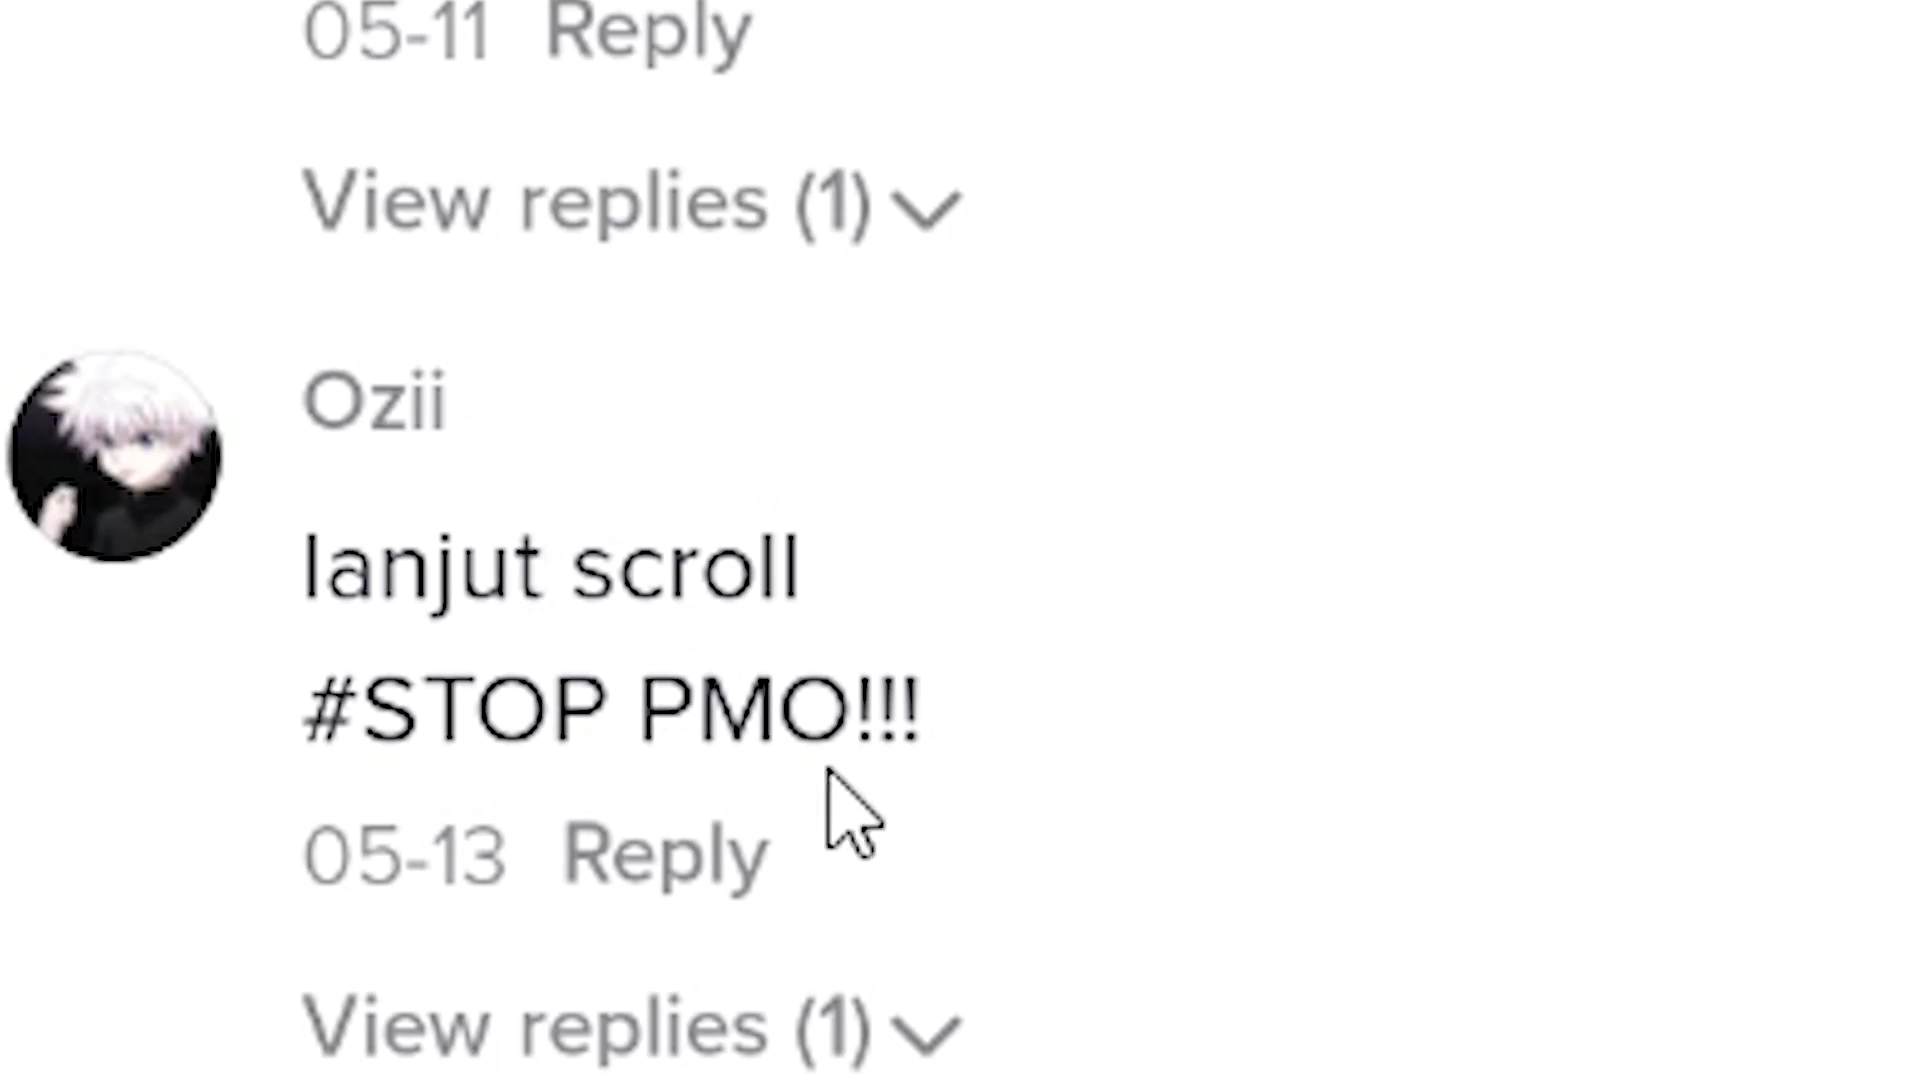 05-11 Reply
View replies (1)
Ozii
lanjut scroll
#STOP PMO!!!
05-13 Reply
View replies (1)